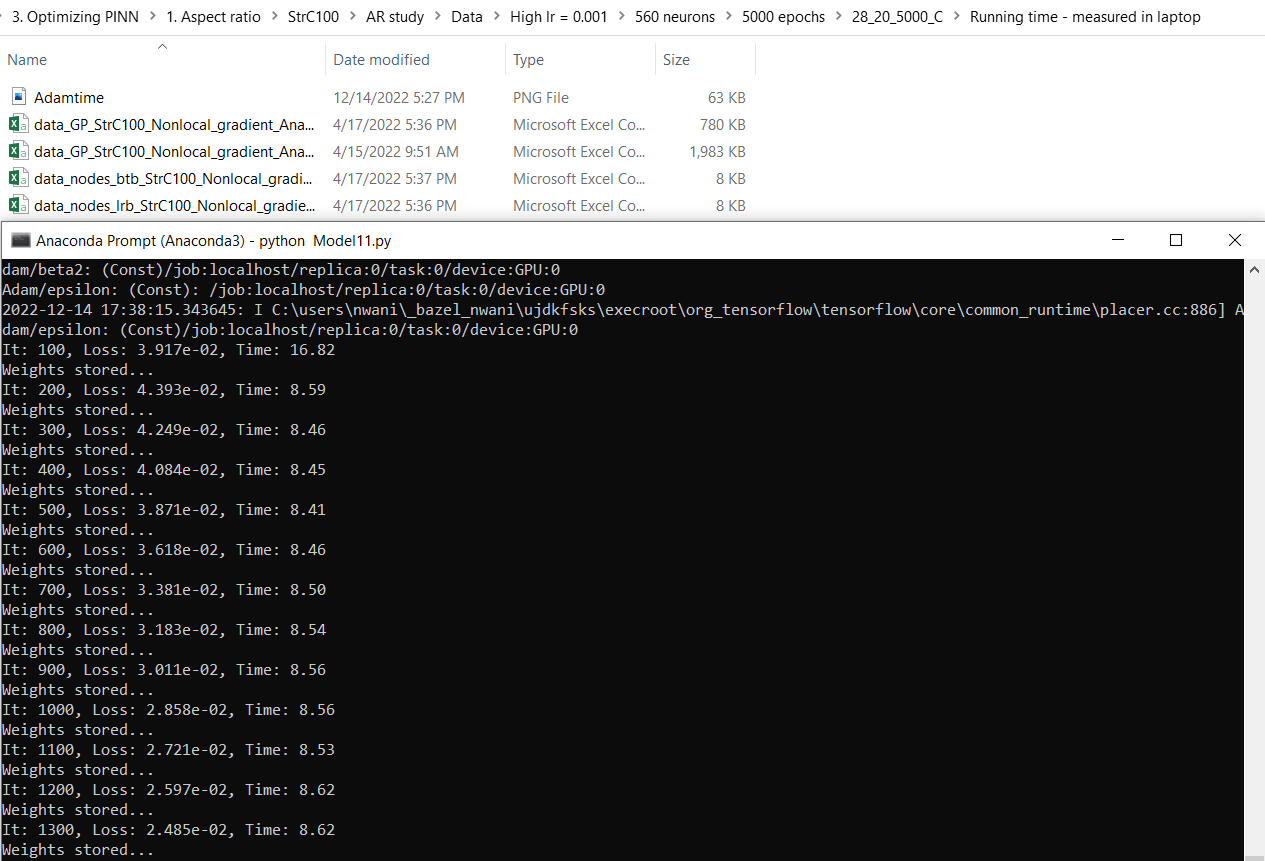 3. Optimizing PINN > 1. Aspect ratio > StrC100 > AR study > Data > High lr = 0.001 > 560 neurons > 5000 epochs > 28_20_5000_C > Running time - measured in laptop
Name Date modified Type Size
Adamtime 12/14/2022 5:27 PM PNG File 63 KB
data_GP_StrC100_Nonlocal_gradient_Ana... 4/17/2022 5:36 PM Microsoft Excel Co... 780 KB
data_GP_StrC100_Nonlocal_gradient_Ana... 4/15/2022 9:51 AM Microsoft Excel Co... 1,983 KB
data_nodes_btb_StrC100_Nonlocal_gradi... 4/17/2022 5:37 PM Microsoft Excel Co... 8 KB
data_nodes_lrb_StrC100_Nonlocal_gradie... 4/17/2022 5:36 PM Microsoft Excel Co... 8 KB
Anaconda Prompt (Anaconda3) - python  Model11.py
dam/beta2: (Const)/job:localhost/replica:0/task:0/device:GPU:0
Adam/epsilon: (Const): /job:localhost/replica:0/task:0/device:GPU:0
2022-12-14 17:38:15.343645: I C:\users\nwani\_bazel_nwani\ujdkfsks\execroot\org_tensorflow\tensorflow\core\common_runtime\placer.cc:886] A
dam/epsilon: (Const)/job:localhost/replica:0/task:0/device:GPU:0
It: 100, Loss: 3.917e-02, Time: 16.82
Weights stored...
It: 200, Loss: 4.393e-02, Time: 8.59
Weights stored...
It: 300, Loss: 4.249e-02, Time: 8.46
Weights stored...
It: 400, Loss: 4.084e-02, Time: 8.45
Weights stored...
It: 500, Loss: 3.871e-02, Time: 8.41
Weights stored...
It: 600, Loss: 3.618e-02, Time: 8.46
Weights stored...
It: 700, Loss: 3.381e-02, Time: 8.50
Weights stored...
It: 800, Loss: 3.183e-02, Time: 8.54
Weights stored...
It: 900, Loss: 3.011e-02, Time: 8.56
Weights stored...
It: 1000, Loss: 2.858e-02, Time: 8.56
Weights stored...
It: 1100, Loss: 2.721e-02, Time: 8.53
Weights stored...
It: 1200, Loss: 2.597e-02, Time: 8.62
Weights stored...
It: 1300, Loss: 2.485e-02, Time: 8.62
Weights stored...